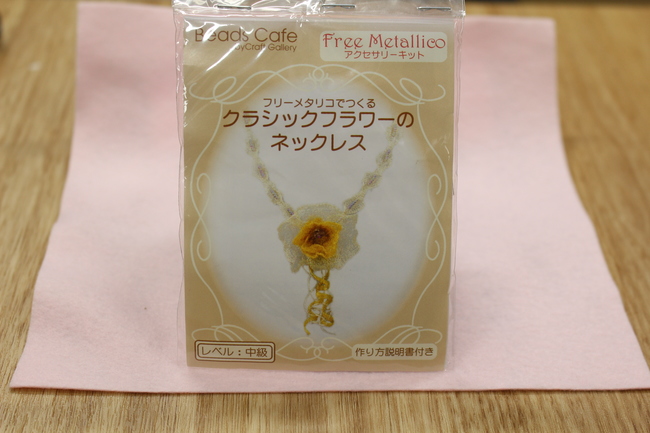 Beads Cafe
Craft Gallery
Free Metallico
アクセサリーキット
フリーメタリコでつくる
クラシックフラワーの
ネックレス
レベル：中級
作り方説明書付き